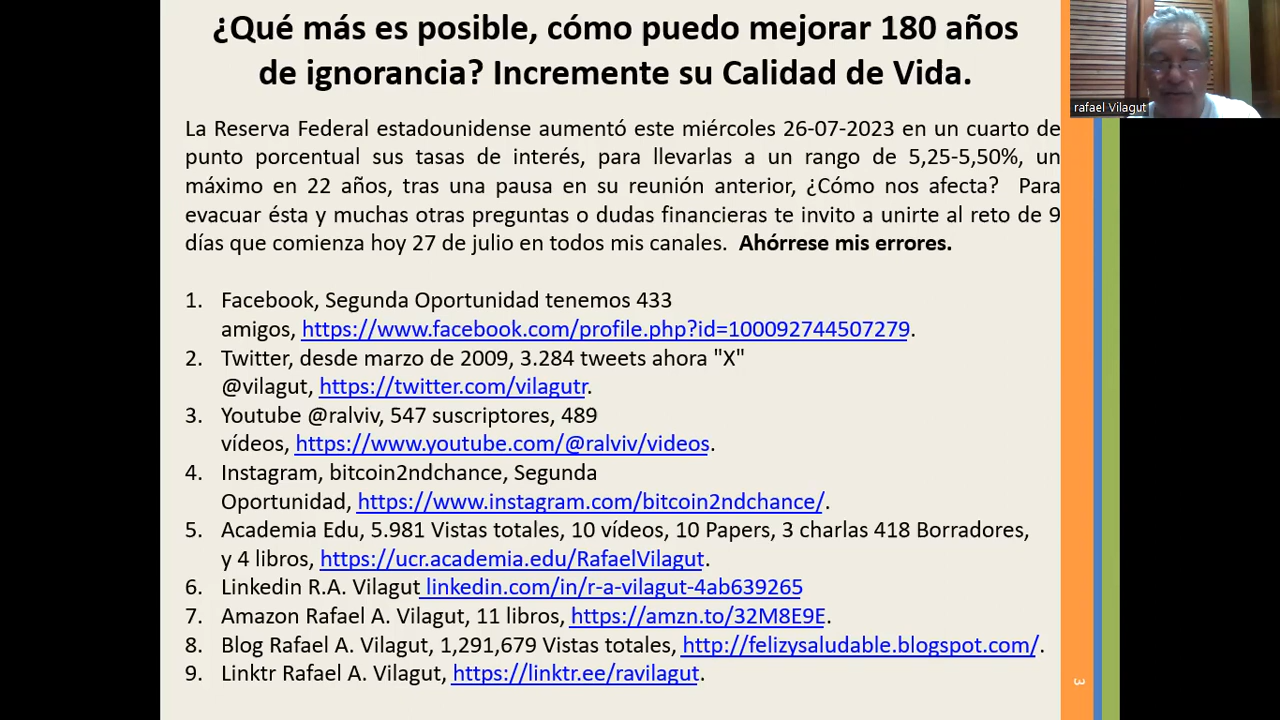 ¿Qué más es posible, cómo puedo mejorar 180 años
de ignorancia? Incremente su Calidad de Vida.
rafael Vilagut
La Reserva Federal estadounidense aumentó este miércoles 26-07-2023 en un cuarto de
punto porcentual sus tasas de interés, para llevarlas a un rango de 5,25-5,50%, un
máximo en 22 años, tras una pausa en su reunión anterior, ¿Cómo nos afecta? Para
evacuar ésta y muchas otras preguntas o dudas financieras te invito a unirte al reto de 9
días que comienza hoy 27 de julio en todos mis canales. Ahórrese mis errores.
1. Facebook, Segunda Oportunidad tenemos 433
amigos, https://www.facebook.com/profile.php?id=100092744507279.
2. Twitter, desde marzo de 2009, 3.284 tweets ahora "X"
@vilagut, https://twitter.com/vilagutr.
3. Youtube @ralviv, 547 suscriptores, 489
vídeos, https://www.youtube.com/@ralviv/videos.
4. Instagram, bitcoin2ndchance, Segunda
Oportunidad, https://www.instagram.com/bitcoin2ndchance/.
5. Academia Edu, 5.981 Vistas totales, 10 vídeos, 10 Papers, 3 charlas 418 Borradores,
y 4 libros, https://ucr.academia.edu/RafaelVilagut.
6. Linkedin R.A. Vilagut linkedin.com/in/r-a-vilagut-4ab639265
7. Amazon Rafael A. Vilagut, 11 libros, https://amzn.to/32M8E9E.
8. Blog Rafael A. Vilagut, 1,291,679 Vistas totales, http://felizysaludable.blogspot.com/.
9. Linktr Rafael A. Vilagut, https://linktr.ee/ravilagut.
3